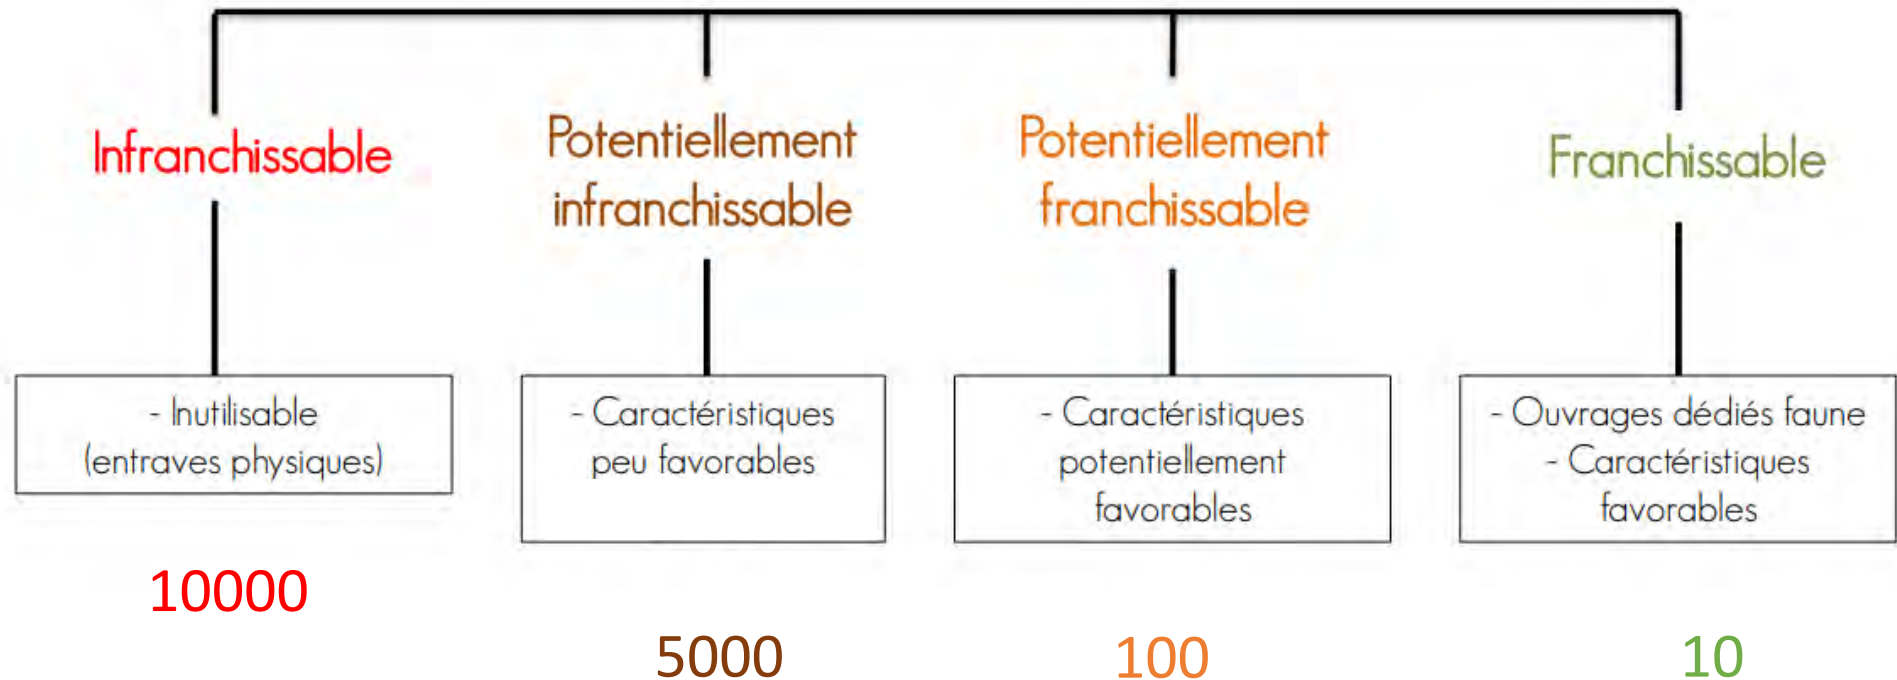 Infranchissable
Potentiellement
infranchissable
Potentiellement
franchissable
Franchissable
- Inutilisable
(entraves physiques)
- Caractéristiques
peu favorables
- Caractéristiques
potentiellement
favorables
- Ouvrages dédiés faune
- Caractéristiques
favorables
10000
5000
100
10